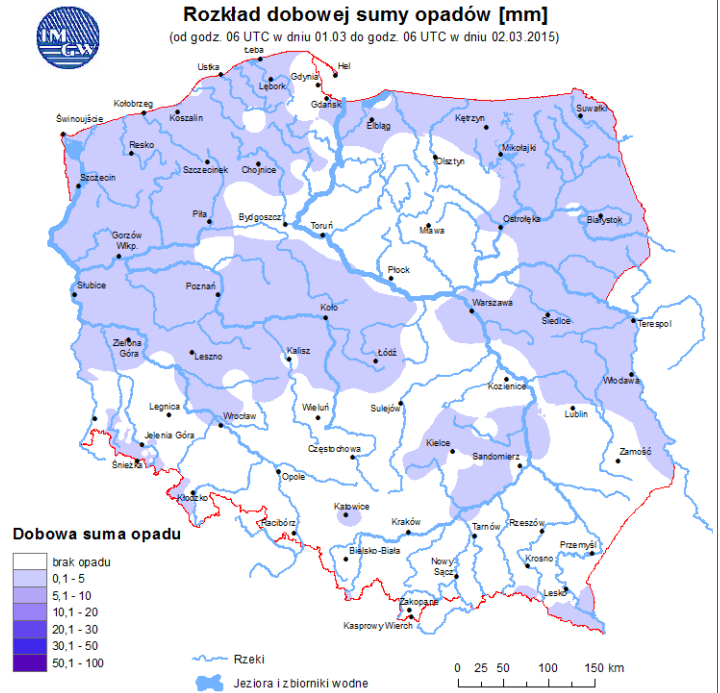 Rozkład dobowej sumy opadów [mm]
(od godz. 06 UTC w dniu 01.03 do godz. 06 UTC w dniu 02.03.2015)
IM
GW
Łeba
Hel
Ustka
Gdynia
Lębork
Gdańsk
Kołobrzeg
Koszalin
Suwałki
Świnoujście
Elbląg
Kętrzyn
Resko
Mikołajki
Olsztyn
Szczecinek
Chojnice
Szczecin
Piła
Bydgoszcz
Toruń
Mława
Ostrołęka
Białystok
Gorzów
Wlkp.
Płock
Słubice
Poznań
Koło
Warszawa
Siedlce
Terespol
Zielona
Góra
Leszno
Kalisz
Łódź
Kozienice
Włodawa
Legnica
Wrocław
Wieluń
Sulejów
Lublin
Jelenia Góra
Kielce
Częstochowa
Sandomierz
Zamość
Śnieżka
Opole
Kłodzko
Katowice
Racibórz
Kraków
Tarnów
Rzeszów
Przemyśl
Bielsko-Biała
Nowy
Sącz
Krosno
Lesko
Zakopane
Kasprowy Wierch
Dobowa suma opadu
brak opadu
0,1 - 5
5,1 - 10
10,1 - 20
20,1 - 30
30,1 - 50
50,1 - 100
Rzeki
Jeziora i zbiorniki wodne
0 25 50 100 150 km